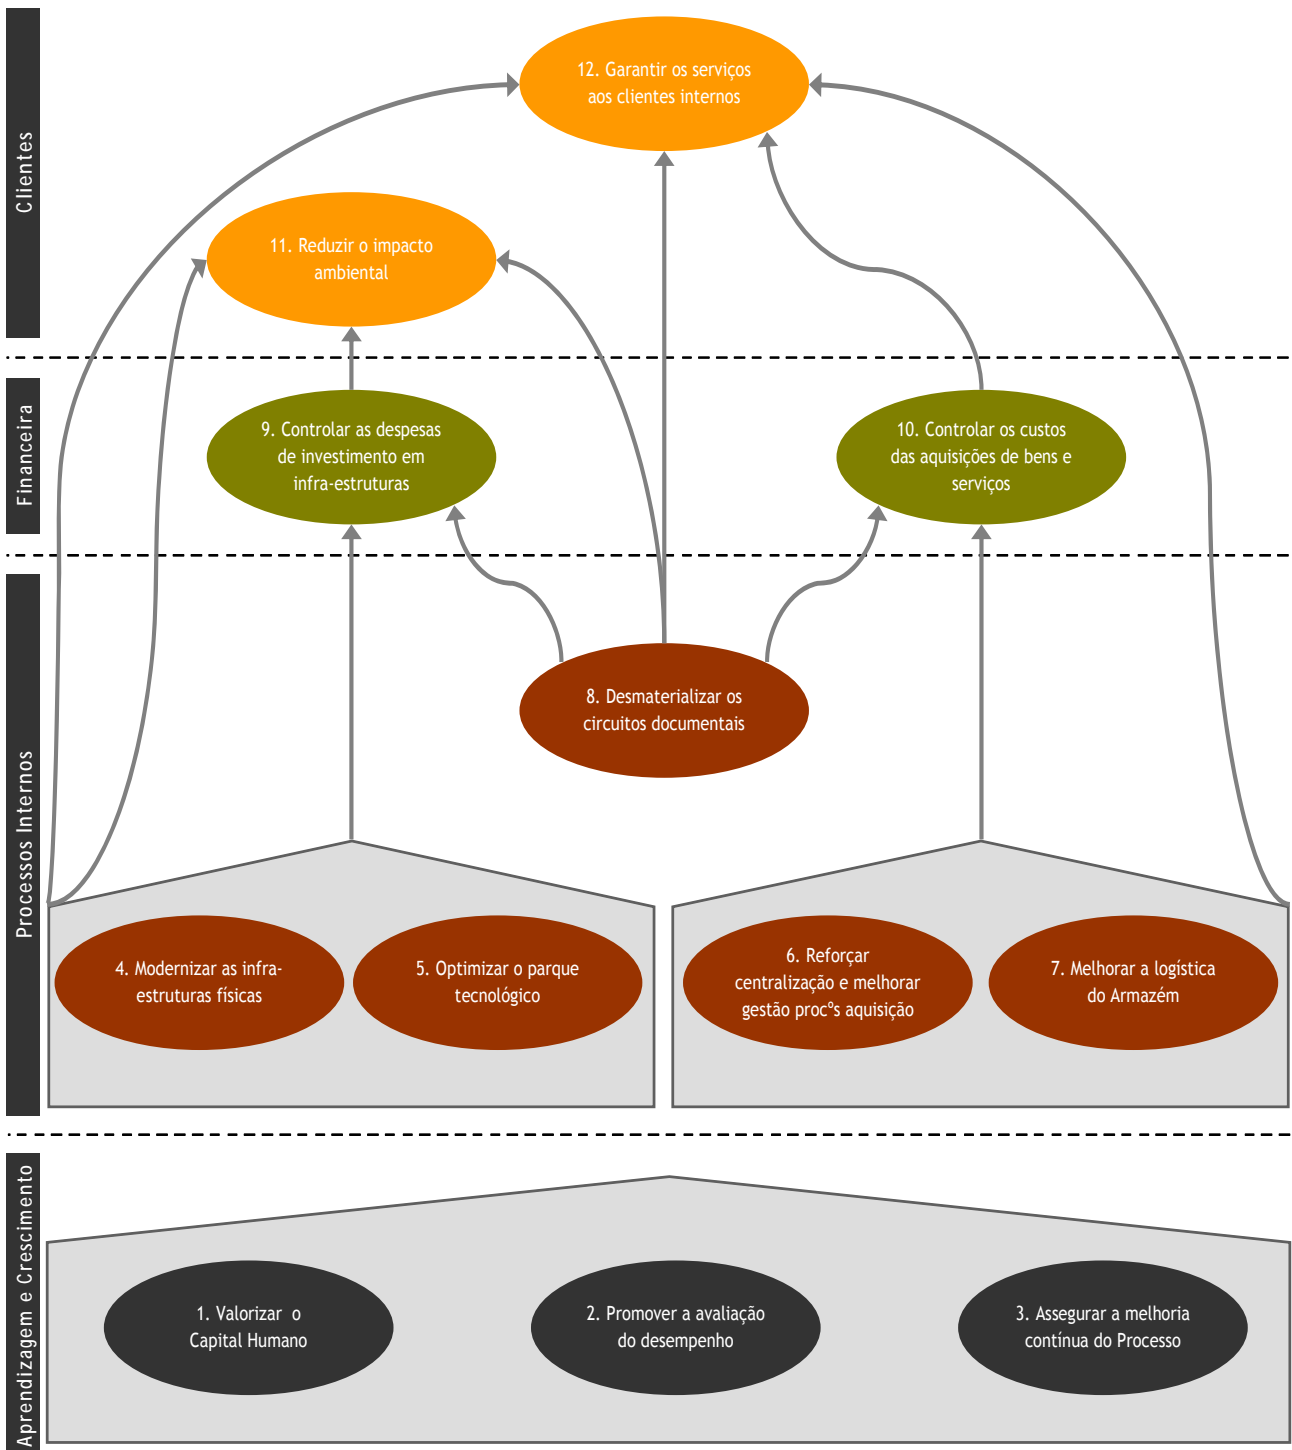 Clientes
12. Garantir os serviços
aos clientes internos
11. Reduzir o impacto
ambiental
Financeira
9. Controlar as despesas
de investimento em
infra-estruturas
10. Controlar os custos
das aquisições de bens e
serviços
Processos Internos
8. Desmaterializar os
circuitos documentais
4. Modernizar as infra-
estruturas físicas
5. Optimizar o parque
tecnológico
6. Reforçar
centralização e melhorar
gestão procºs aquisição
7. Melhorar a logística
do Armazém
Aprendizagem e Crescimento
1. Valorizar o
Capital Humano
2. Promover a avaliação
do desempenho
3. Assegurar a melhoria
contínua do Processo